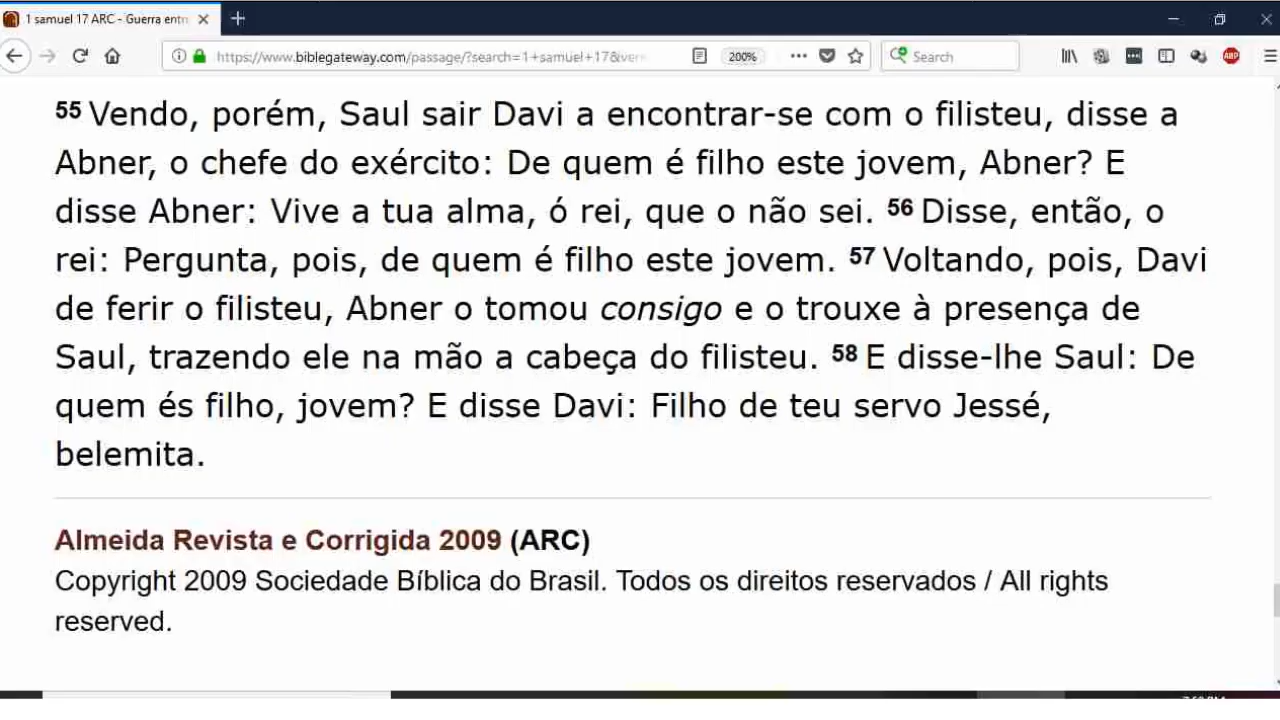 1 samuel 17 ARC - Guerra entr
https://www.biblegateway.com/passage/?search=1+samuel+17&ver
200%
Search
ABP
55 Vendo, porém, Saul sair Davi a encontrar-se com o filisteu, disse a
Abner, o chefe do exército: De quem é filho este jovem, Abner? E
disse Abner: Vive a tua alma, ó rei, que o não sei. 56 Disse, então, o
rei: Pergunta, pois, de quem é filho este jovem. 57 Voltando, pois, Davi
de ferir o filisteu, Abner o tomou consigo e o trouxe à presença de
Saul, trazendo ele na mão a cabeça do filisteu. 58 E disse-lhe Saul: De
quem és filho, jovem? E disse Davi: Filho de teu servo Jessé,
belemita.
Almeida Revista e Corrigida 2009 (ARC)
Copyright 2009 Sociedade Bíblica do Brasil. Todos os direitos reservados / All rights
reserved.